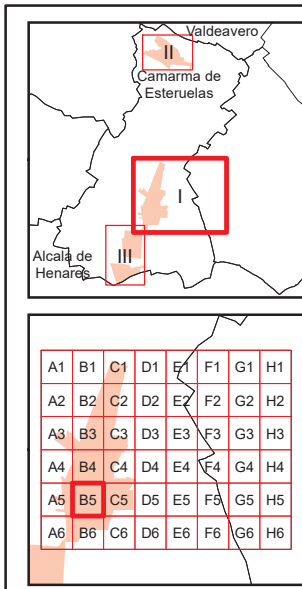 Valdeavero
II
Camarma de
Esteruelas
I
III
Alcalá de
Henares
A1 B1 C1 D1 E1 F1 G1 H1
A2 B2 C2 D2 E2 F2 G2 H2
A3 B3 C3 D3 E3 F3 G3 H3
A4 B4 C4 D4 E4 F4 G4 H4
A5 B5 C5 D5 E5 F5 G5 H5
A6 B6 C6 D6 E6 F6 G6 H6